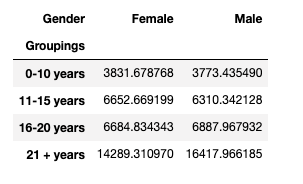 Gender Female Male
Groupings
0-10 years 3831.678768 3773.435490
11-15 years 6652.669199 6310.342128
16-20 years 6684.834343 6887.967932
21 + years 14289.310970 16417.966185